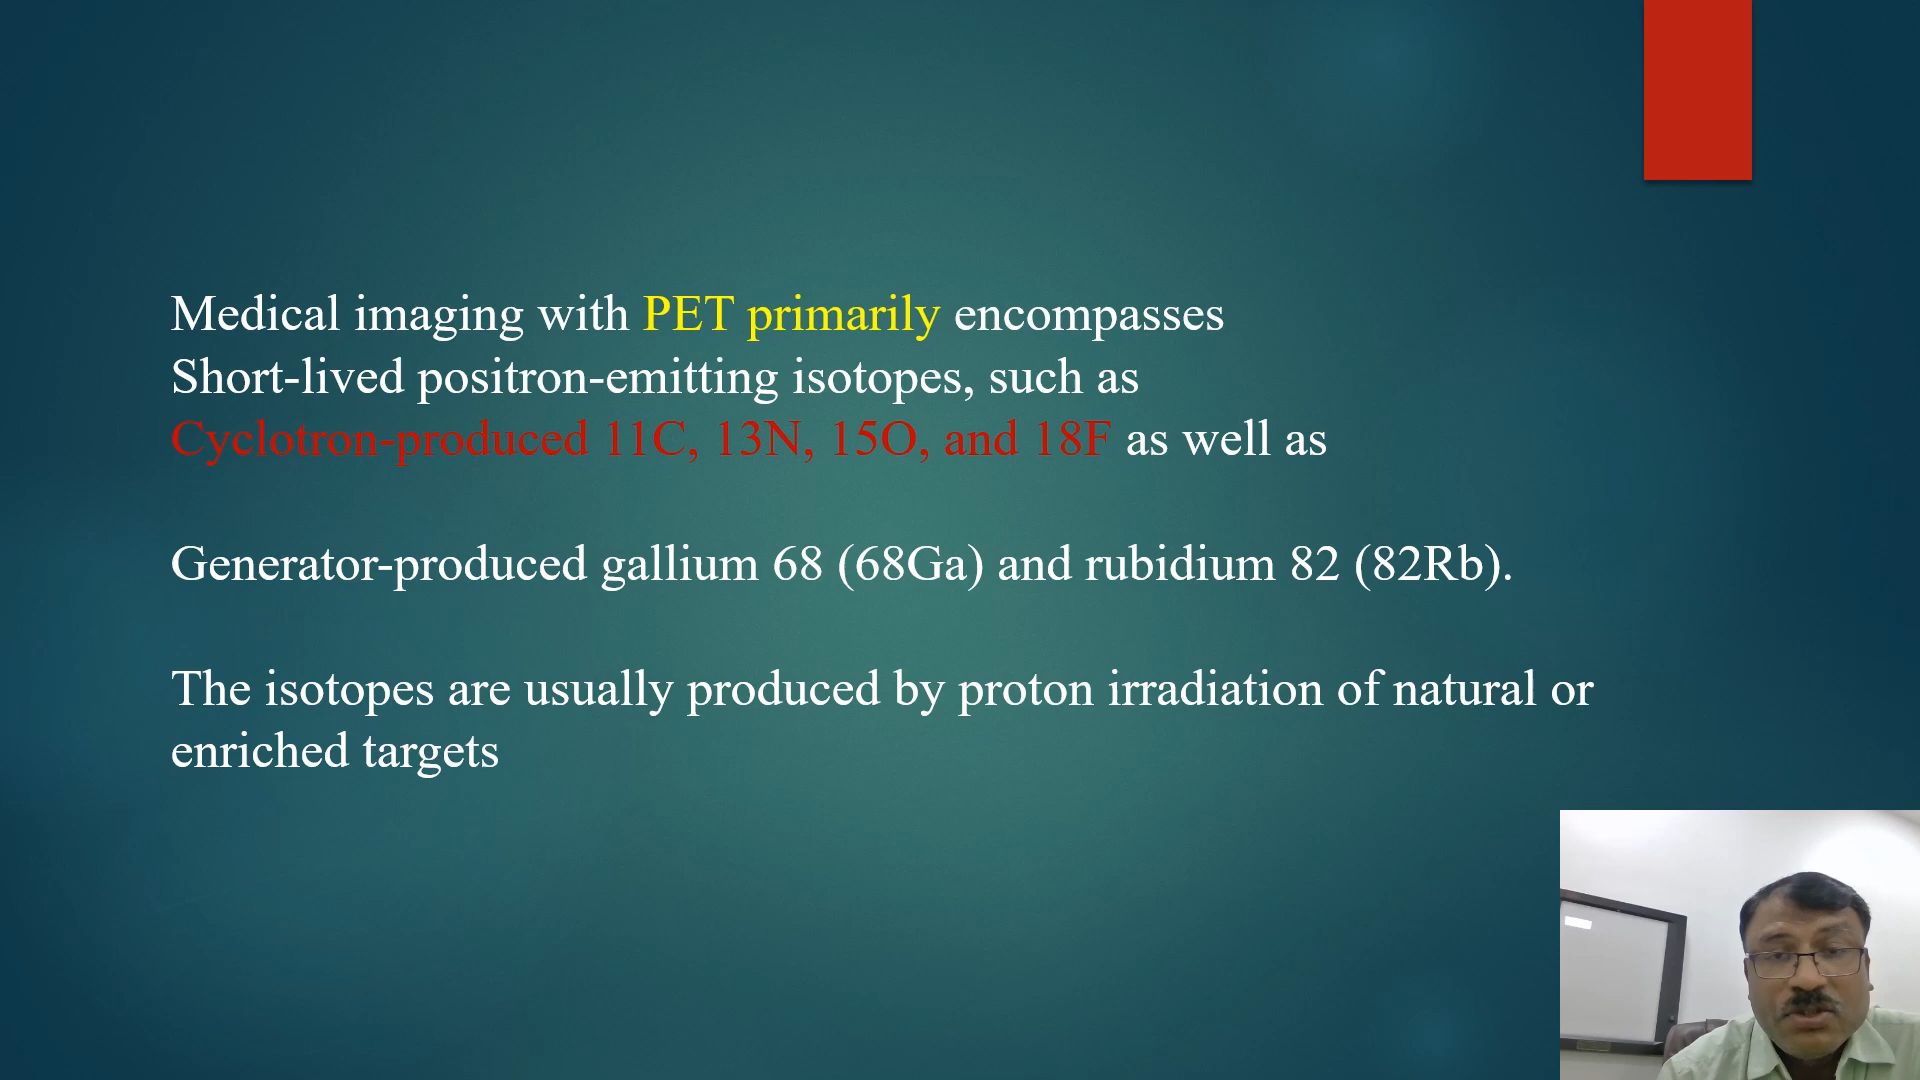 Medical imaging with PET primarily encompasses
Short-lived positron-emitting isotopes, such as
Cyclotron-produced 11C, 13N, 15O, and 18F as well as
Generator-produced gallium 68 (68Ga) and rubidium 82 (82Rb).
The isotopes are usually produced by proton irradiation of natural or
enriched targets